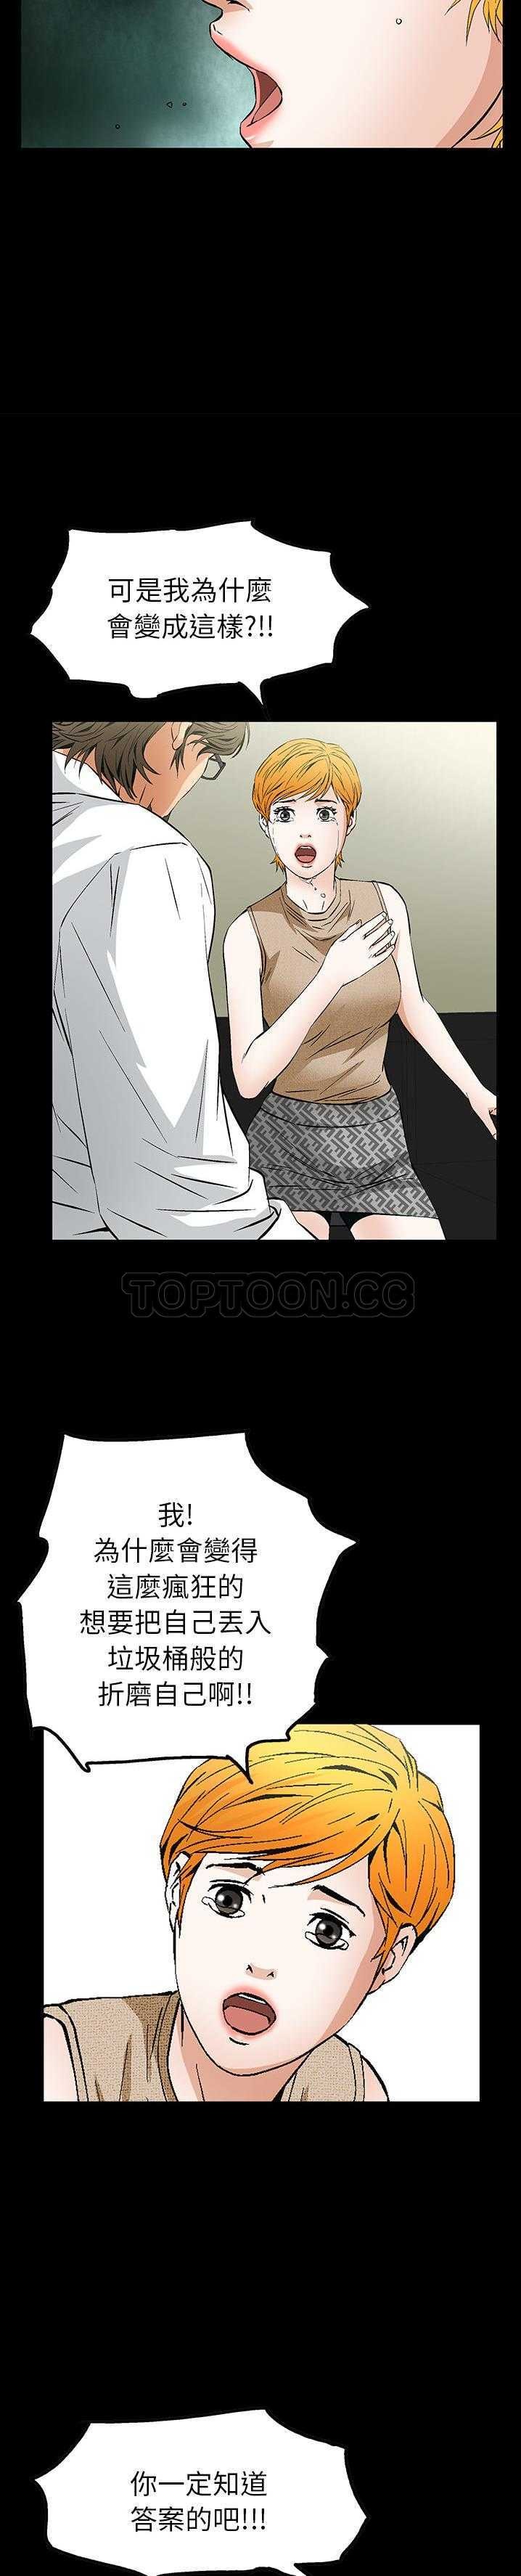 可是我為什麼
會變成這樣?!!
TOPTOON.CC
我!
為什麼會變得
這麼瘋狂的
想要把自己丟入
垃圾桶般的
折磨自己啊!!
你一定知道
答案的吧!!!